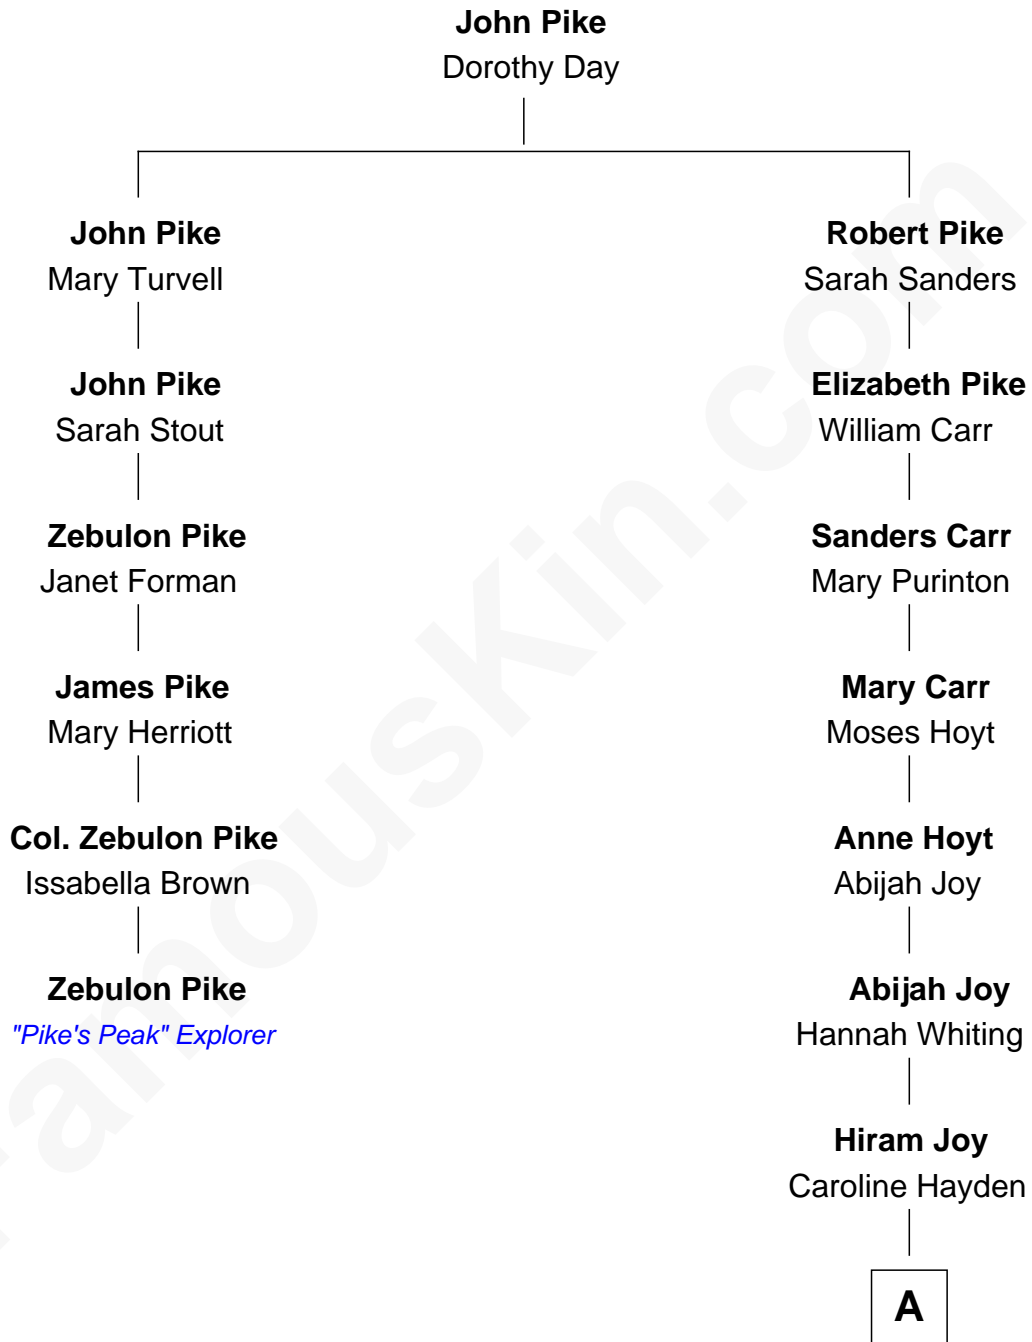 John Pike
Dorothy Day
John Pike
Mary Turvell
John Pike
Sarah Stout
Zebulon Pike
Janet Forman
James Pike
Mary Herriott
Col. Zebulon Pike
Issabella Brown
Zebulon Pike
"Pike's Peak" Explorer
Robert Pike
Sarah Sanders
Elizabeth Pike
William Carr
Sanders Carr
Mary Purinton
Mary Carr
Moses Hoyt
Anne Hoyt
Abijah Joy
Abijah Joy
Hannah Whiting
Hiram Joy
Caroline Hayden
A
FamousKin.com